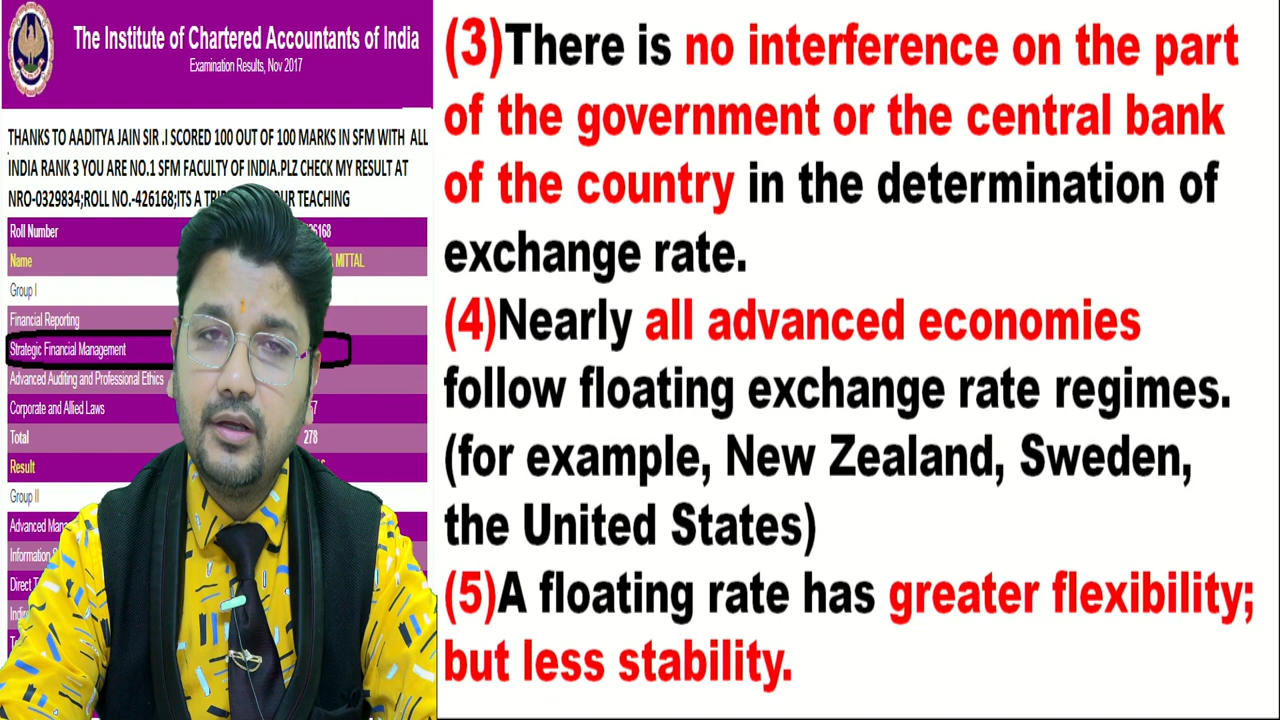 The Institute of Chartered Accountants of India
Examination Results, Nov 2017
THANKS TO AADITYA JAIN SIR .I SCORED 100 OUT OF 100 MARKS IN SFM WITH ALL
INDIA RANK 3 YOU ARE NO.1 SFM FACULTY OF INDIA.PLZ CHECK MY RESULT AT
NRO-0329834;ROLL NO.-426168;ITS A TEACHING
Roll Number
Name MITTAL
Group I
Financial Reporting
Strategic Financial Management
Advanced Auditing and Professional Ethics
Corporate and Allied Laws
Total 278
Result
Group II
Advanced
Information
Direct
(3)There is no interference on the part
of the government or the central bank
of the country in the determination of
exchange rate.
(4)Nearly all advanced economies
follow floating exchange rate regimes.
(for example, New Zealand, Sweden,
the United States)
(5)A floating rate has greater flexibility;
but less stability.